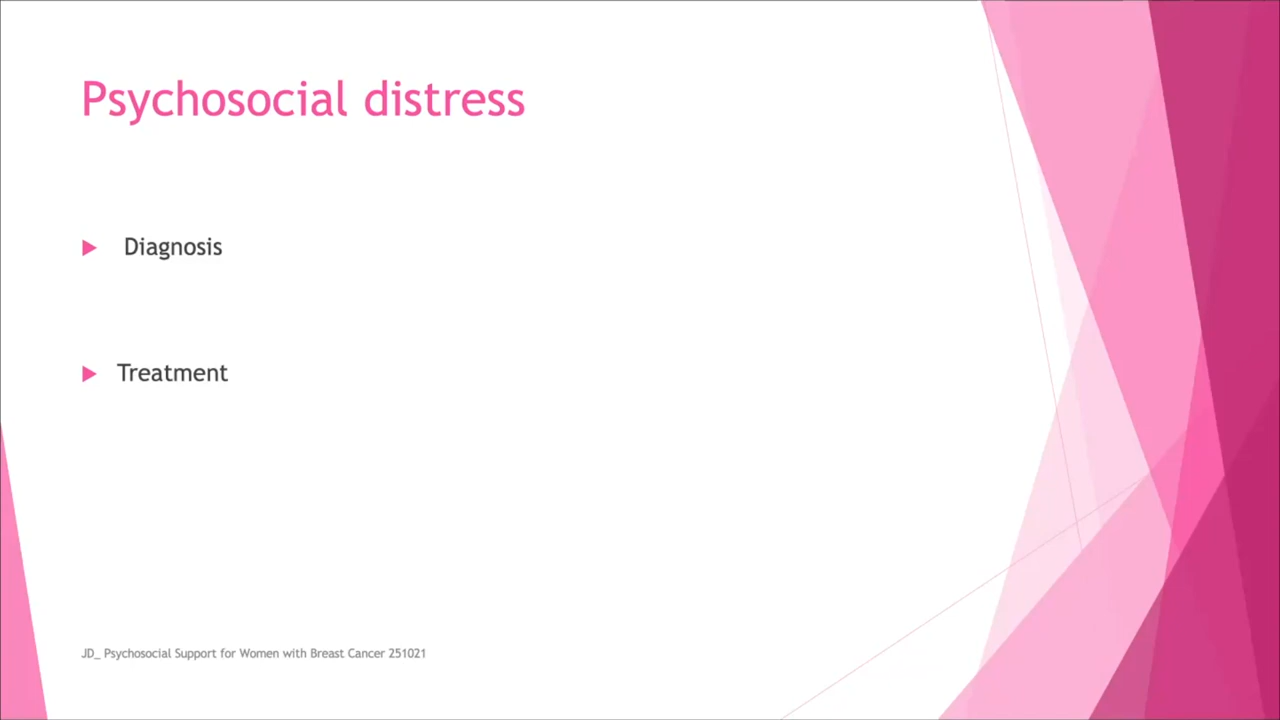 Psychosocial distress
Diagnosis
Treatment
JD_ Psychosocial Support for Women with Breast Cancer 251021